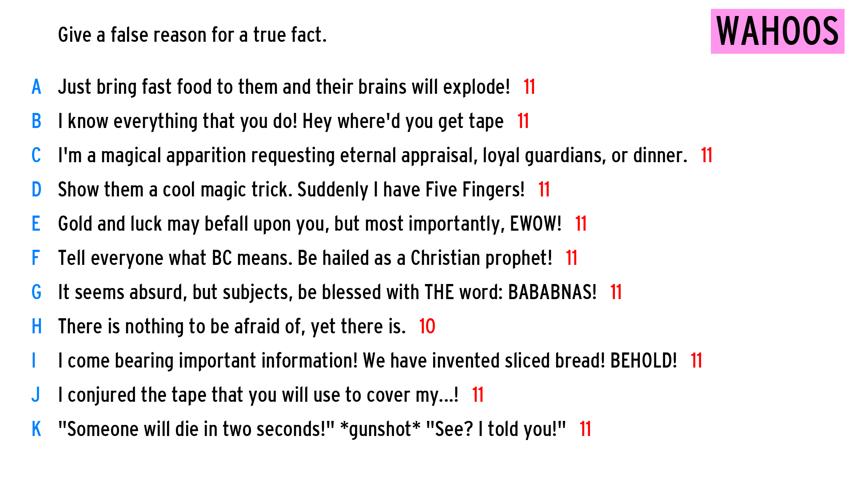 Give a false reason for a true fact.
WAHOOS
A Just bring fast food to them and their brains will explode! 11
B I know everything that you do! Hey where'd you get tape 11
C I'm a magical apparition requesting eternal appraisal, loyal guardians, or dinner. 11
D Show them a cool magic trick. Suddenly I have Five Fingers! 11
E Gold and luck may befall upon you, but most importantly, EWOW! 11
F Tell everyone what BC means. Be hailed as a Christian prophet! 11
G It seems absurd, but subjects, be blessed with THE word: BABABNAS! 11
H There is nothing to be afraid of, yet there is. 10
I I come bearing important information! We have invented sliced bread! BEHOLD! 11
J I conjured the tape that you will use to cover my...! 11
K "Someone will die in two seconds!" *gunshot* "See? I told you!" 11